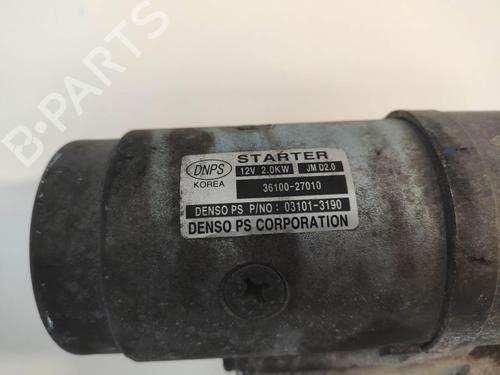 B-PARTS
DNPS
KOREA
STARTER
12V 2.0KW JM D2.0
36100-27010
DENSO PS P/NO : 03101-3190
DENSO PS CORPORATION